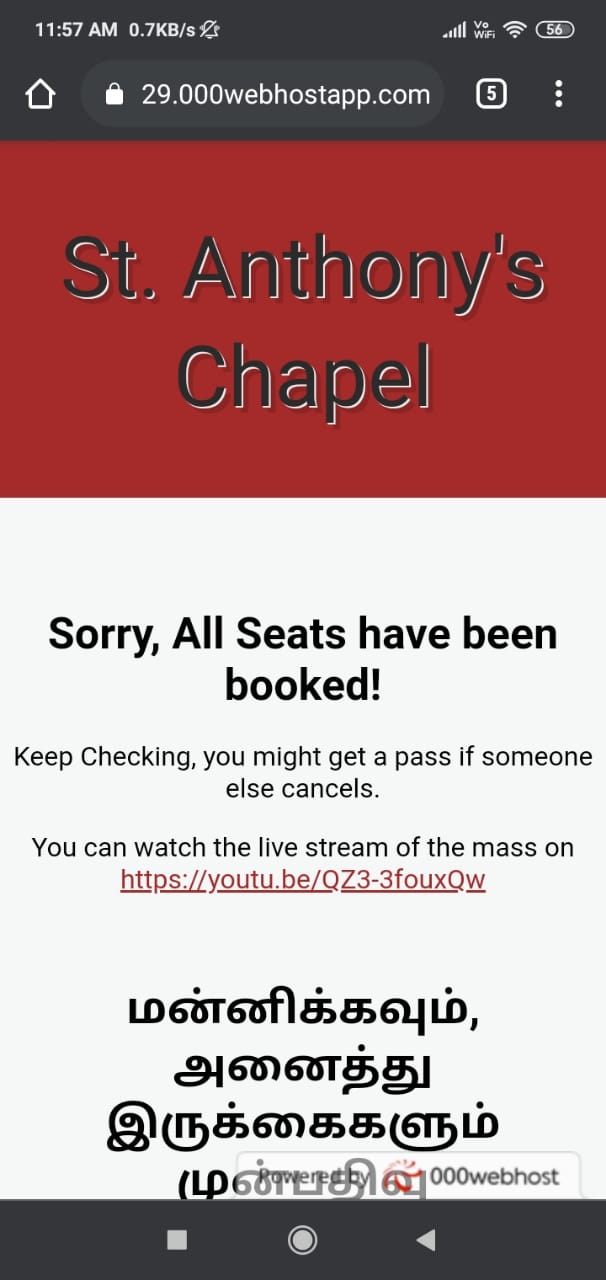 11:57 AM 0.7KB/s
Vo
WiFi
56
29.000webhostapp.com
5
St. Anthony's
Chapel
Sorry, All Seats have been
booked!
Keep Checking, you might get a pass if someone
else cancels.
You can watch the live stream of the mass on
https://youtu.be/QZ3-3fouxQw
மன்னிக்கவும்,
அனைத்து
இருக்கைகளும்
முன்பதிவு
Powered by 000webhost